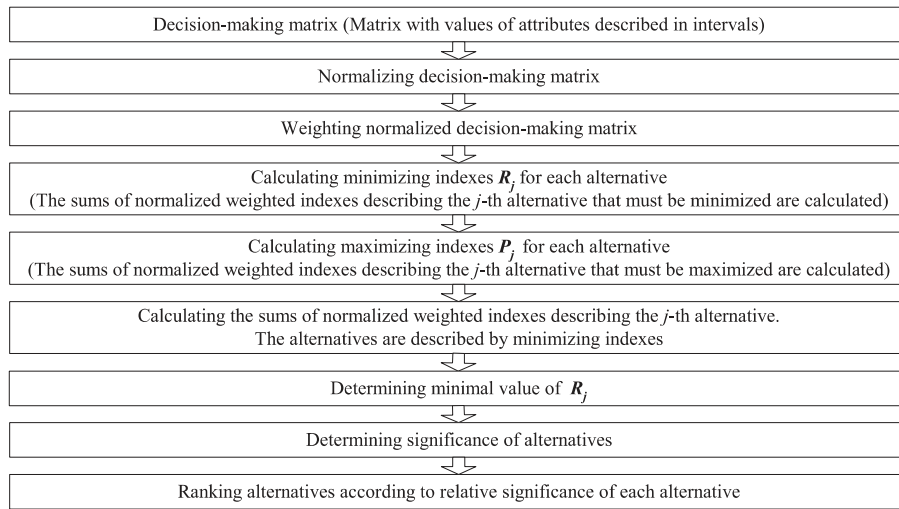 Decision-making matrix (Matrix with values of attributes described in intervals)
Normalizing decision-making matrix
Weighting normalized decision-making matrix
Calculating minimizing indexes Rj for each alternative
(The sums of normalized weighted indexes describing the j-th alternative that must be minimized are calculated)
Calculating maximizing indexes Pj for each alternative
(The sums of normalized weighted indexes describing the j-th alternative that must be maximized are calculated)
Calculating the sums of normalized weighted indexes describing the j-th alternative.
The alternatives are described by minimizing indexes
Determining minimal value of Rj
Determining significance of alternatives
Ranking alternatives according to relative significance of each alternative